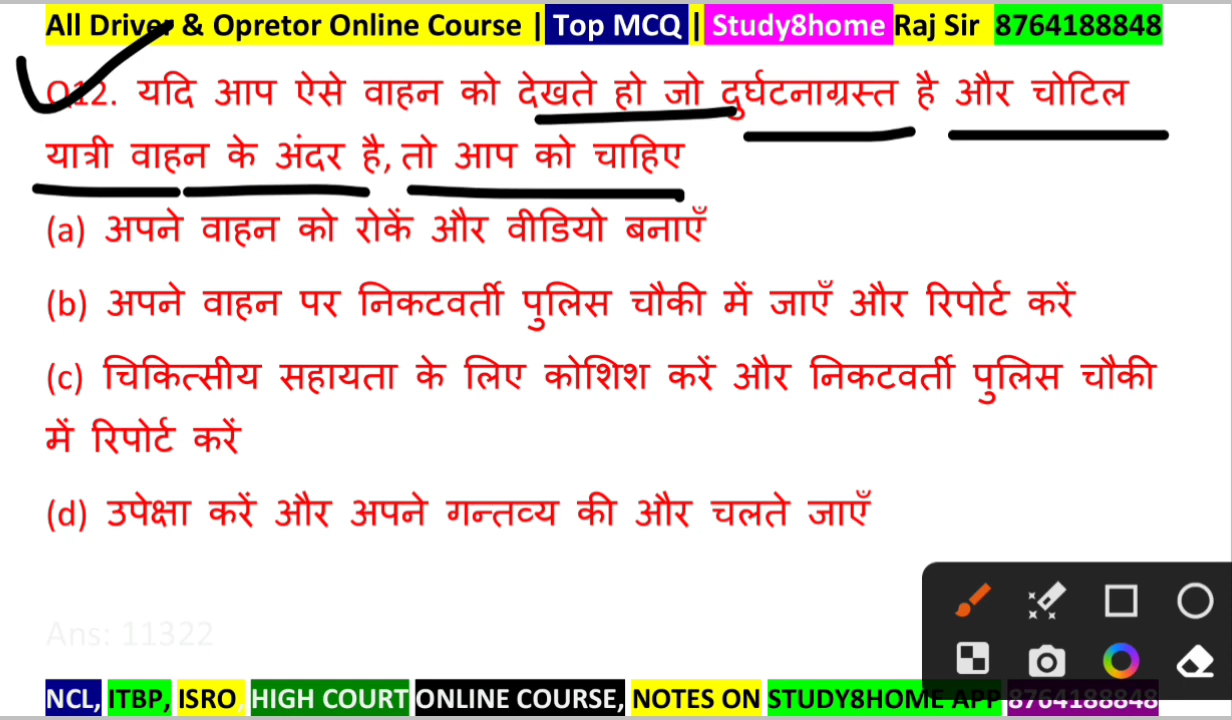 All Driver & Opretor Online Course | Top MCQ | Study8home Raj Sir 8764188848
Q12. यदि आप ऐसे वाहन को देखते हो जो दुर्घटनाग्रस्त है और चोटिल
यात्री वाहन के अंदर है, तो आप को चाहिए
(a) अपने वाहन को रोकें और वीडियो बनाएँ
(b) अपने वाहन पर निकटवर्ती पुलिस चौकी में जाएँ और रिपोर्ट करें
(c) चिकित्सीय सहायता के लिए कोशिश करें और निकटवर्ती पुलिस चौकी
में रिपोर्ट करें
(d) उपेक्षा करें और अपने गन्तव्य की और चलते जाएँ
Ans: 11322
NCL, ITBP, ISRO, HIGH COURT ONLINE COURSE, NOTES ON STUDY8HOME APP 8764188848